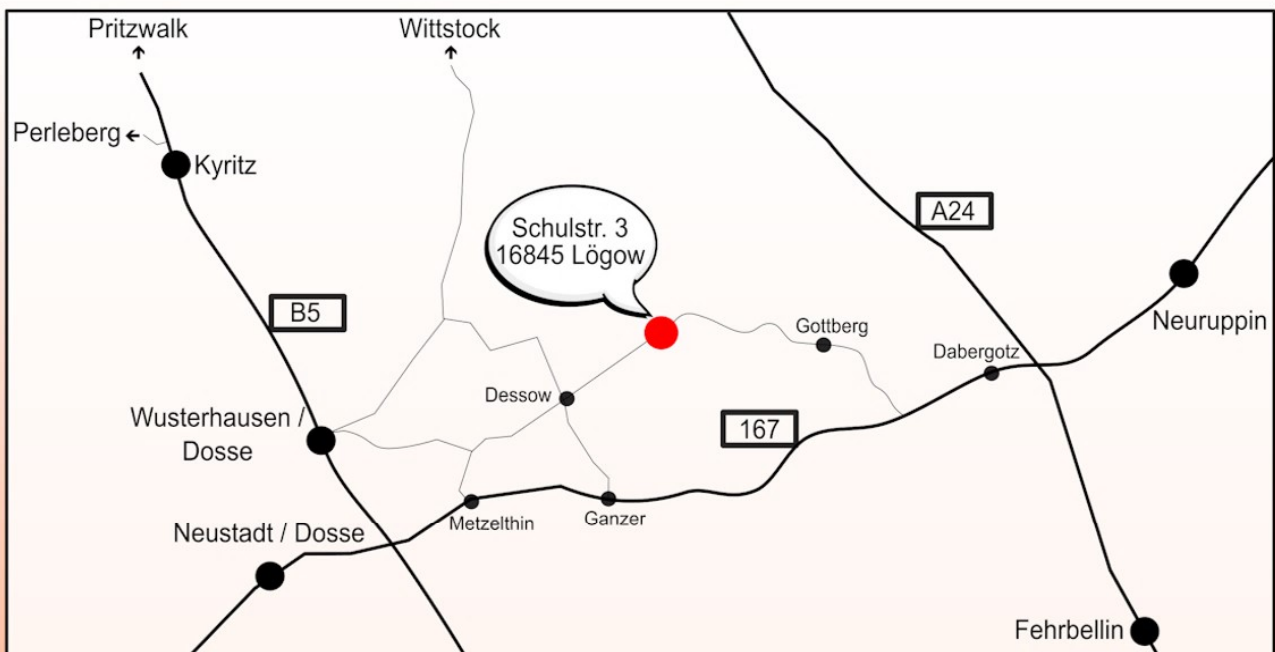 Pritzwalk
Wittstock
Perleberg
Kyritz
Schulstr. 3
16845 Lögow
A24
B5
Neuruppin
Gottberg
Dabergotz
Dessow
Wusterhausen /
Dosse
167
Metzelthin
Ganzer
Neustadt / Dosse
Fehrbellin